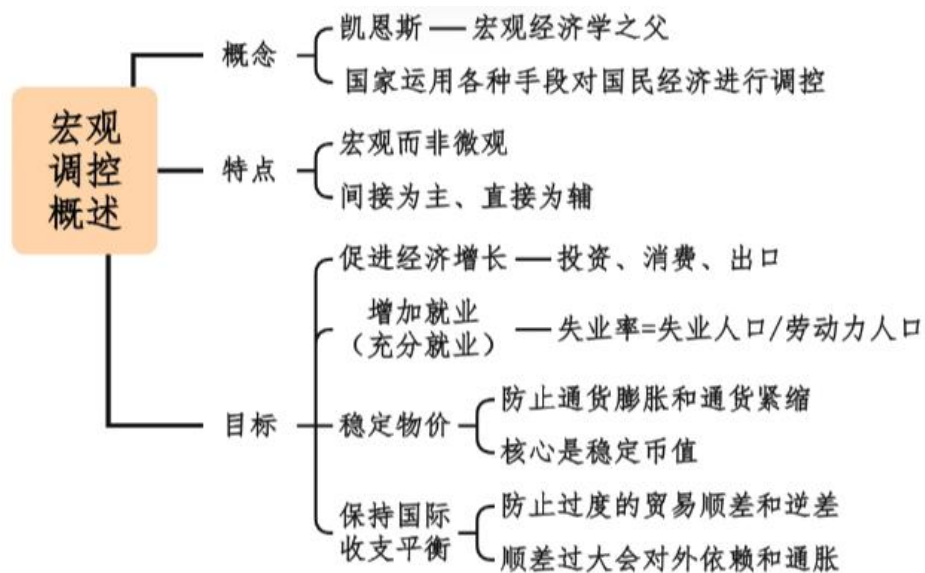 宏观
调控
概述
概念
凯恩斯 — 宏观经济学之父
国家运用各种手段对国民经济进行调控
特点
宏观而非微观
间接为主、直接为辅
目标
促进经济增长 — 投资、消费、出口
增加就业
（充分就业） — 失业率=失业人口/劳动力人口
稳定物价
防止通货膨胀和通货紧缩
核心是稳定币值
保持国际
收支平衡
防止过度的贸易顺差和逆差
顺差过大会对外依赖和通胀